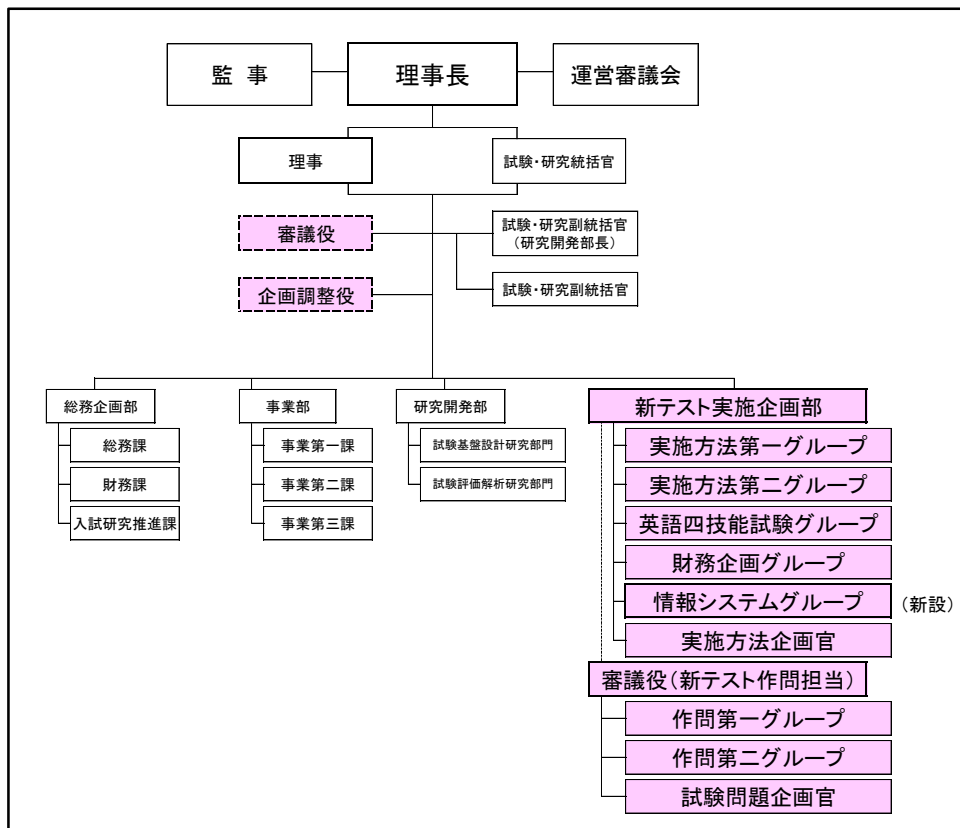 監 事
理事長
運営審議会
理事
試験・研究統括官
審議役
試験・研究副統括官
(研究開発部長)
企画調整役
試験・研究副統括官
総務企画部
総務課
財務課
入試研究推進課
事業部
事業第一課
事業第二課
事業第三課
研究開発部
試験基盤設計研究部門
試験評価解析研究部門
新テスト実施企画部
実施方法第一グループ
実施方法第二グループ
英語四技能試験グループ
財務企画グループ
情報システムグループ
(新設)
実施方法企画官
審議役(新テスト作問担当)
作問第一グループ
作問第二グループ
試験問題企画官